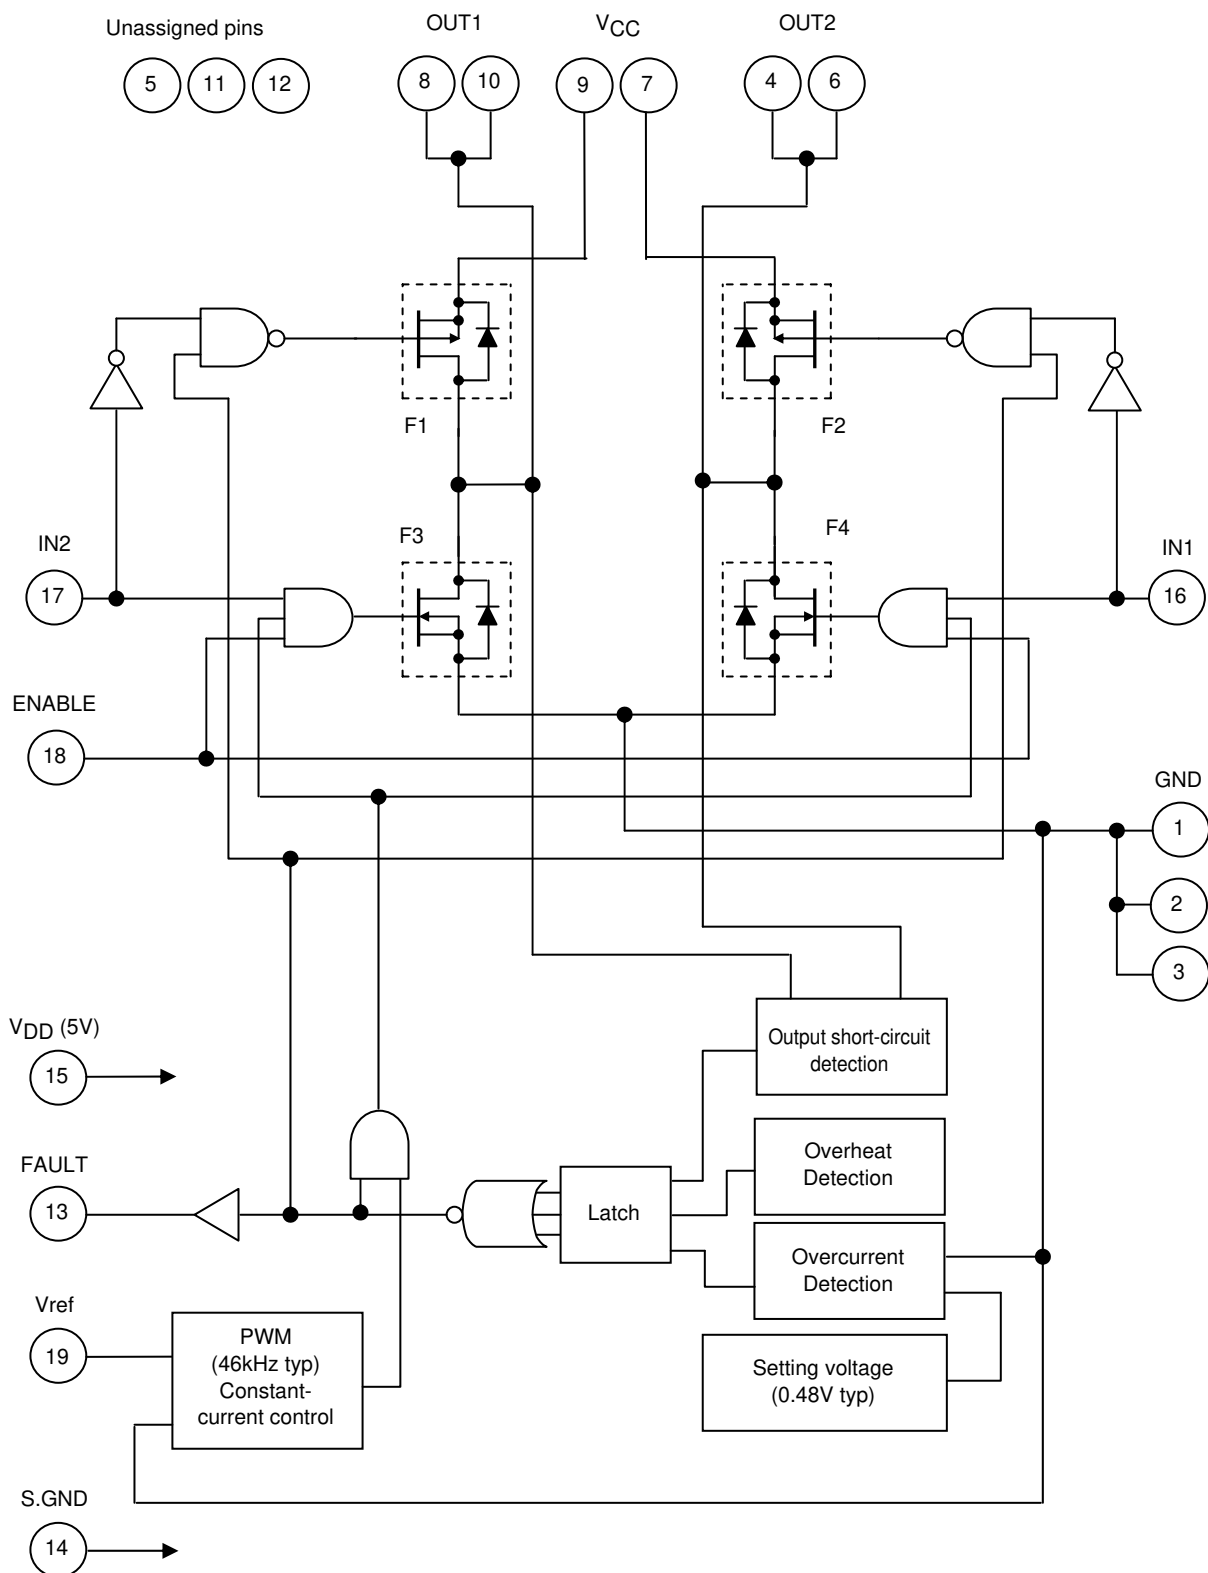 Unassigned pins
OUT1
VCC
OUT2
5
11
12
8
10
9
7
4
6
F1
F2
F3
F4
IN2
17
IN1
16
ENABLE
18
GND
1
2
3
VDD (5V)
15
Output short-circuit
detection
Overheat
Detection
FAULT
13
Latch
Overcurrent
Detection
Vref
19
PWM
(46kHz typ)
Constant-
current control
Setting voltage
(0.48V typ)
S.GND
14